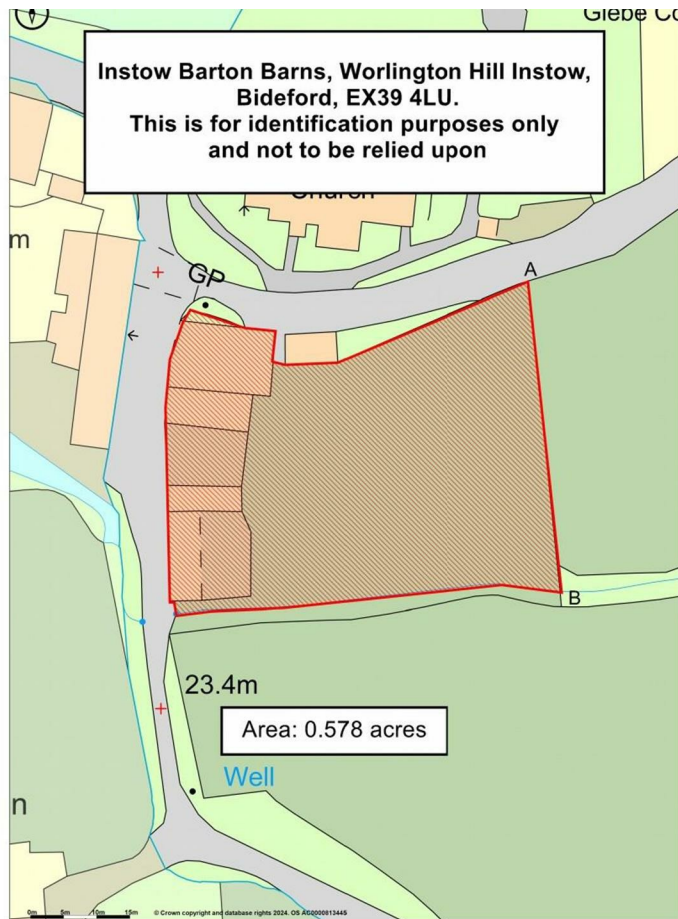 Glebe Co
Instow Barton Barns, Worlington Hill Instow,
Bideford, EX39 4LU.
This is for identification purposes only
and not to be relied upon
Church
m
GP
A
B
23.4m
Area: 0.578 acres
Well
n
0m 5m 10m 15m
© Crown copyright and database rights 2024. OS AC0000813445